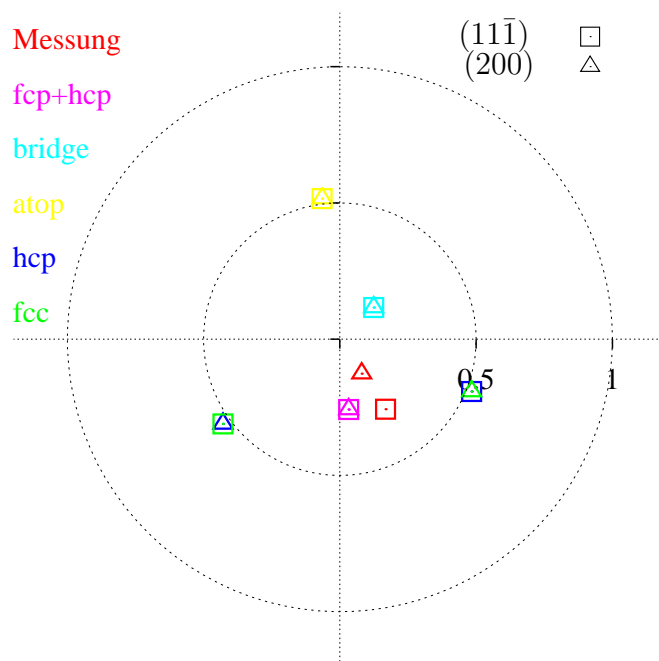 Messung
(111̄)
fcp+hcp
(200)
bridge
atop
hcp
fcc
0.5
1